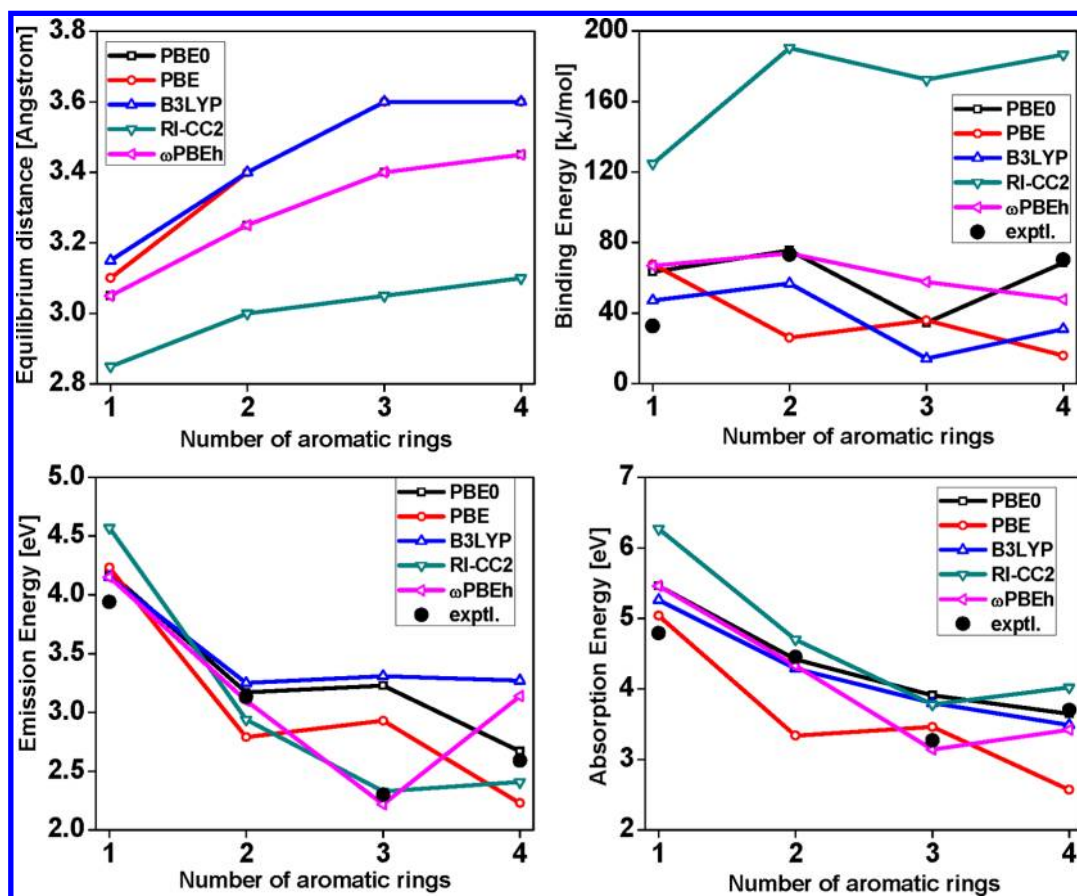 3.8
3.6
3.4
3.2
3.0
2.8
Equilibrium distance [Angstrom]
PBE0
PBE
B3LYP
RI-CC2
ωPBEh
1 2 3 4
Number of aromatic rings
200
160
120
80
40
0
Binding Energy [kJ/mol]
PBE0
PBE
B3LYP
RI-CC2
ωPBEh
exptl.
1 2 3 4
Number of aromatic rings
5.0
4.5
4.0
3.5
3.0
2.5
2.0
Emission Energy [eV]
PBE0
PBE
B3LYP
RI-CC2
ωPBEh
exptl.
1 2 3 4
Number of aromatic rings
7
6
5
4
3
2
Absorption Energy [eV]
PBE0
PBE
B3LYP
RI-CC2
ωPBEh
exptl.
1 2 3 4
Number of aromatic rings